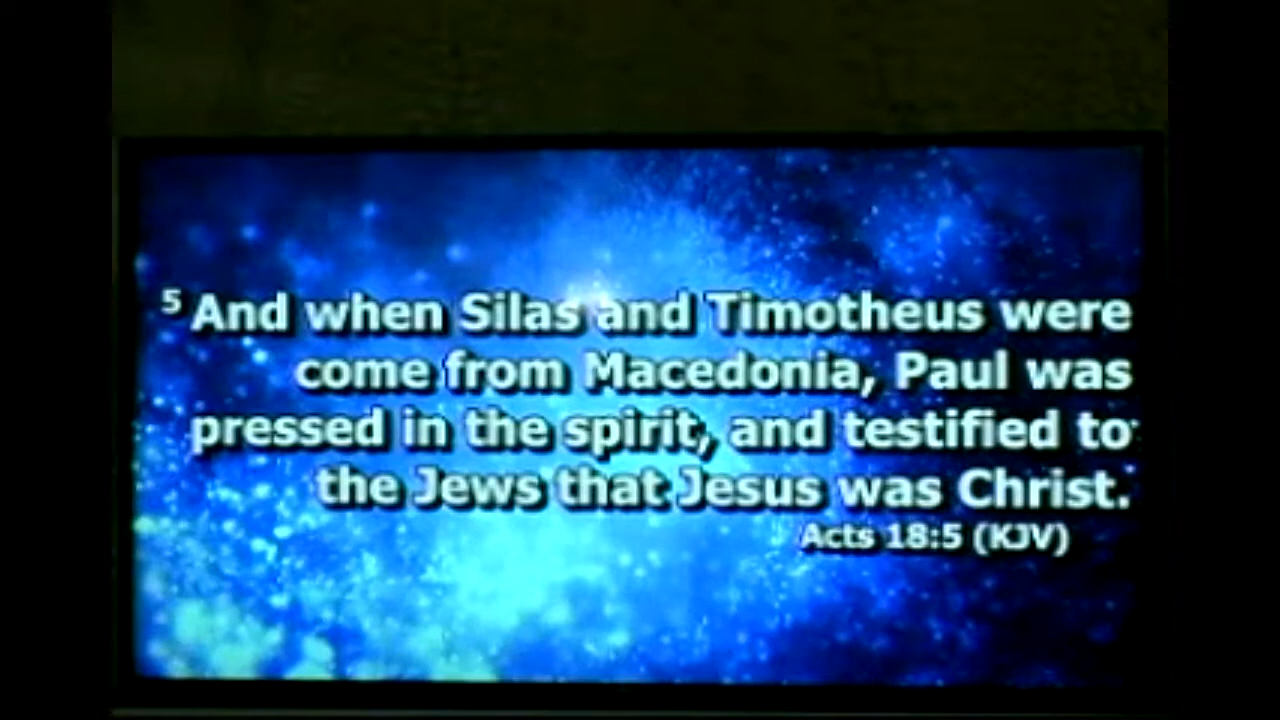 5 And when Silas and Timotheus were
come from Macedonia, Paul was
pressed in the spirit, and testified to
the Jews that Jesus was Christ.
Acts 18:5 (KJV)